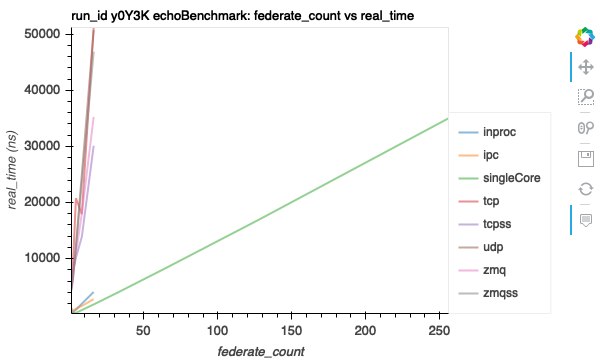 run_id y0Y3K echoBenchmark: federate_count vs real_time
50000
40000
30000
20000
10000
real_time (ns)
50
100
150
200
250
federate_count
inproc
ipc
singleCore
tcp
tcpss
udp
zmq
zmqss